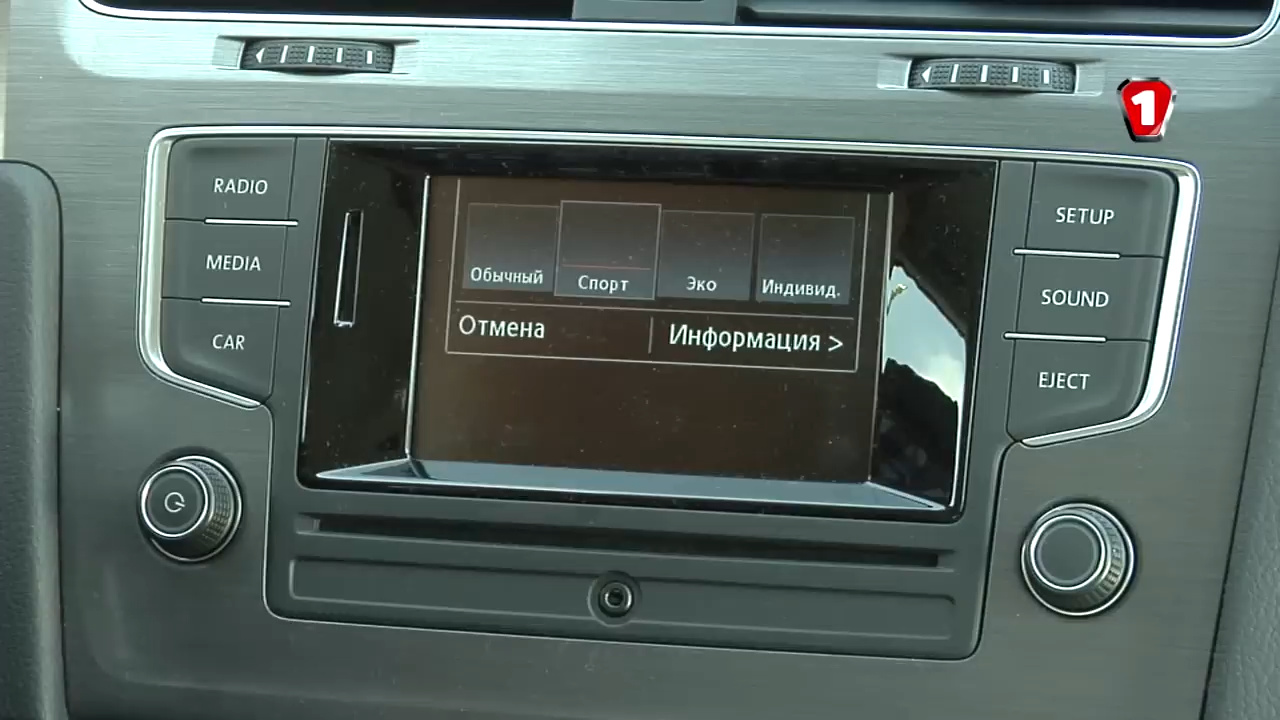 RADIO
MEDIA
CAR
Обычный
Спорт
Эко
Индивид.
Отмена
Информация >
SETUP
SOUND
EJECT
1